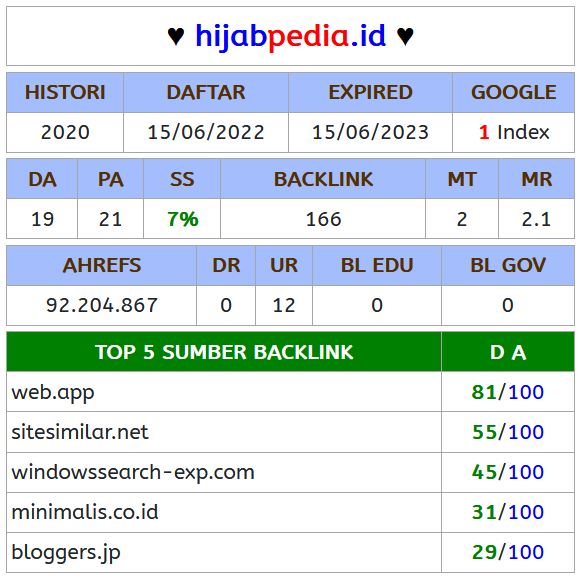 ♥ hijabpedia.id ♥
HISTORI DAFTAR EXPIRED GOOGLE
2020 15/06/2022 15/06/2023 1 Index
DA PA SS BACKLINK MT MR
19 21 7% 166 2 2.1
AHREFS DR UR BL EDU BL GOV
92.204.867 0 12 0 0
TOP 5 SUMBER BACKLINK D A
web.app 81/100
sitesimilar.net 55/100
windowssearch-exp.com 45/100
minimalis.co.id 31/100
bloggers.jp 29/100